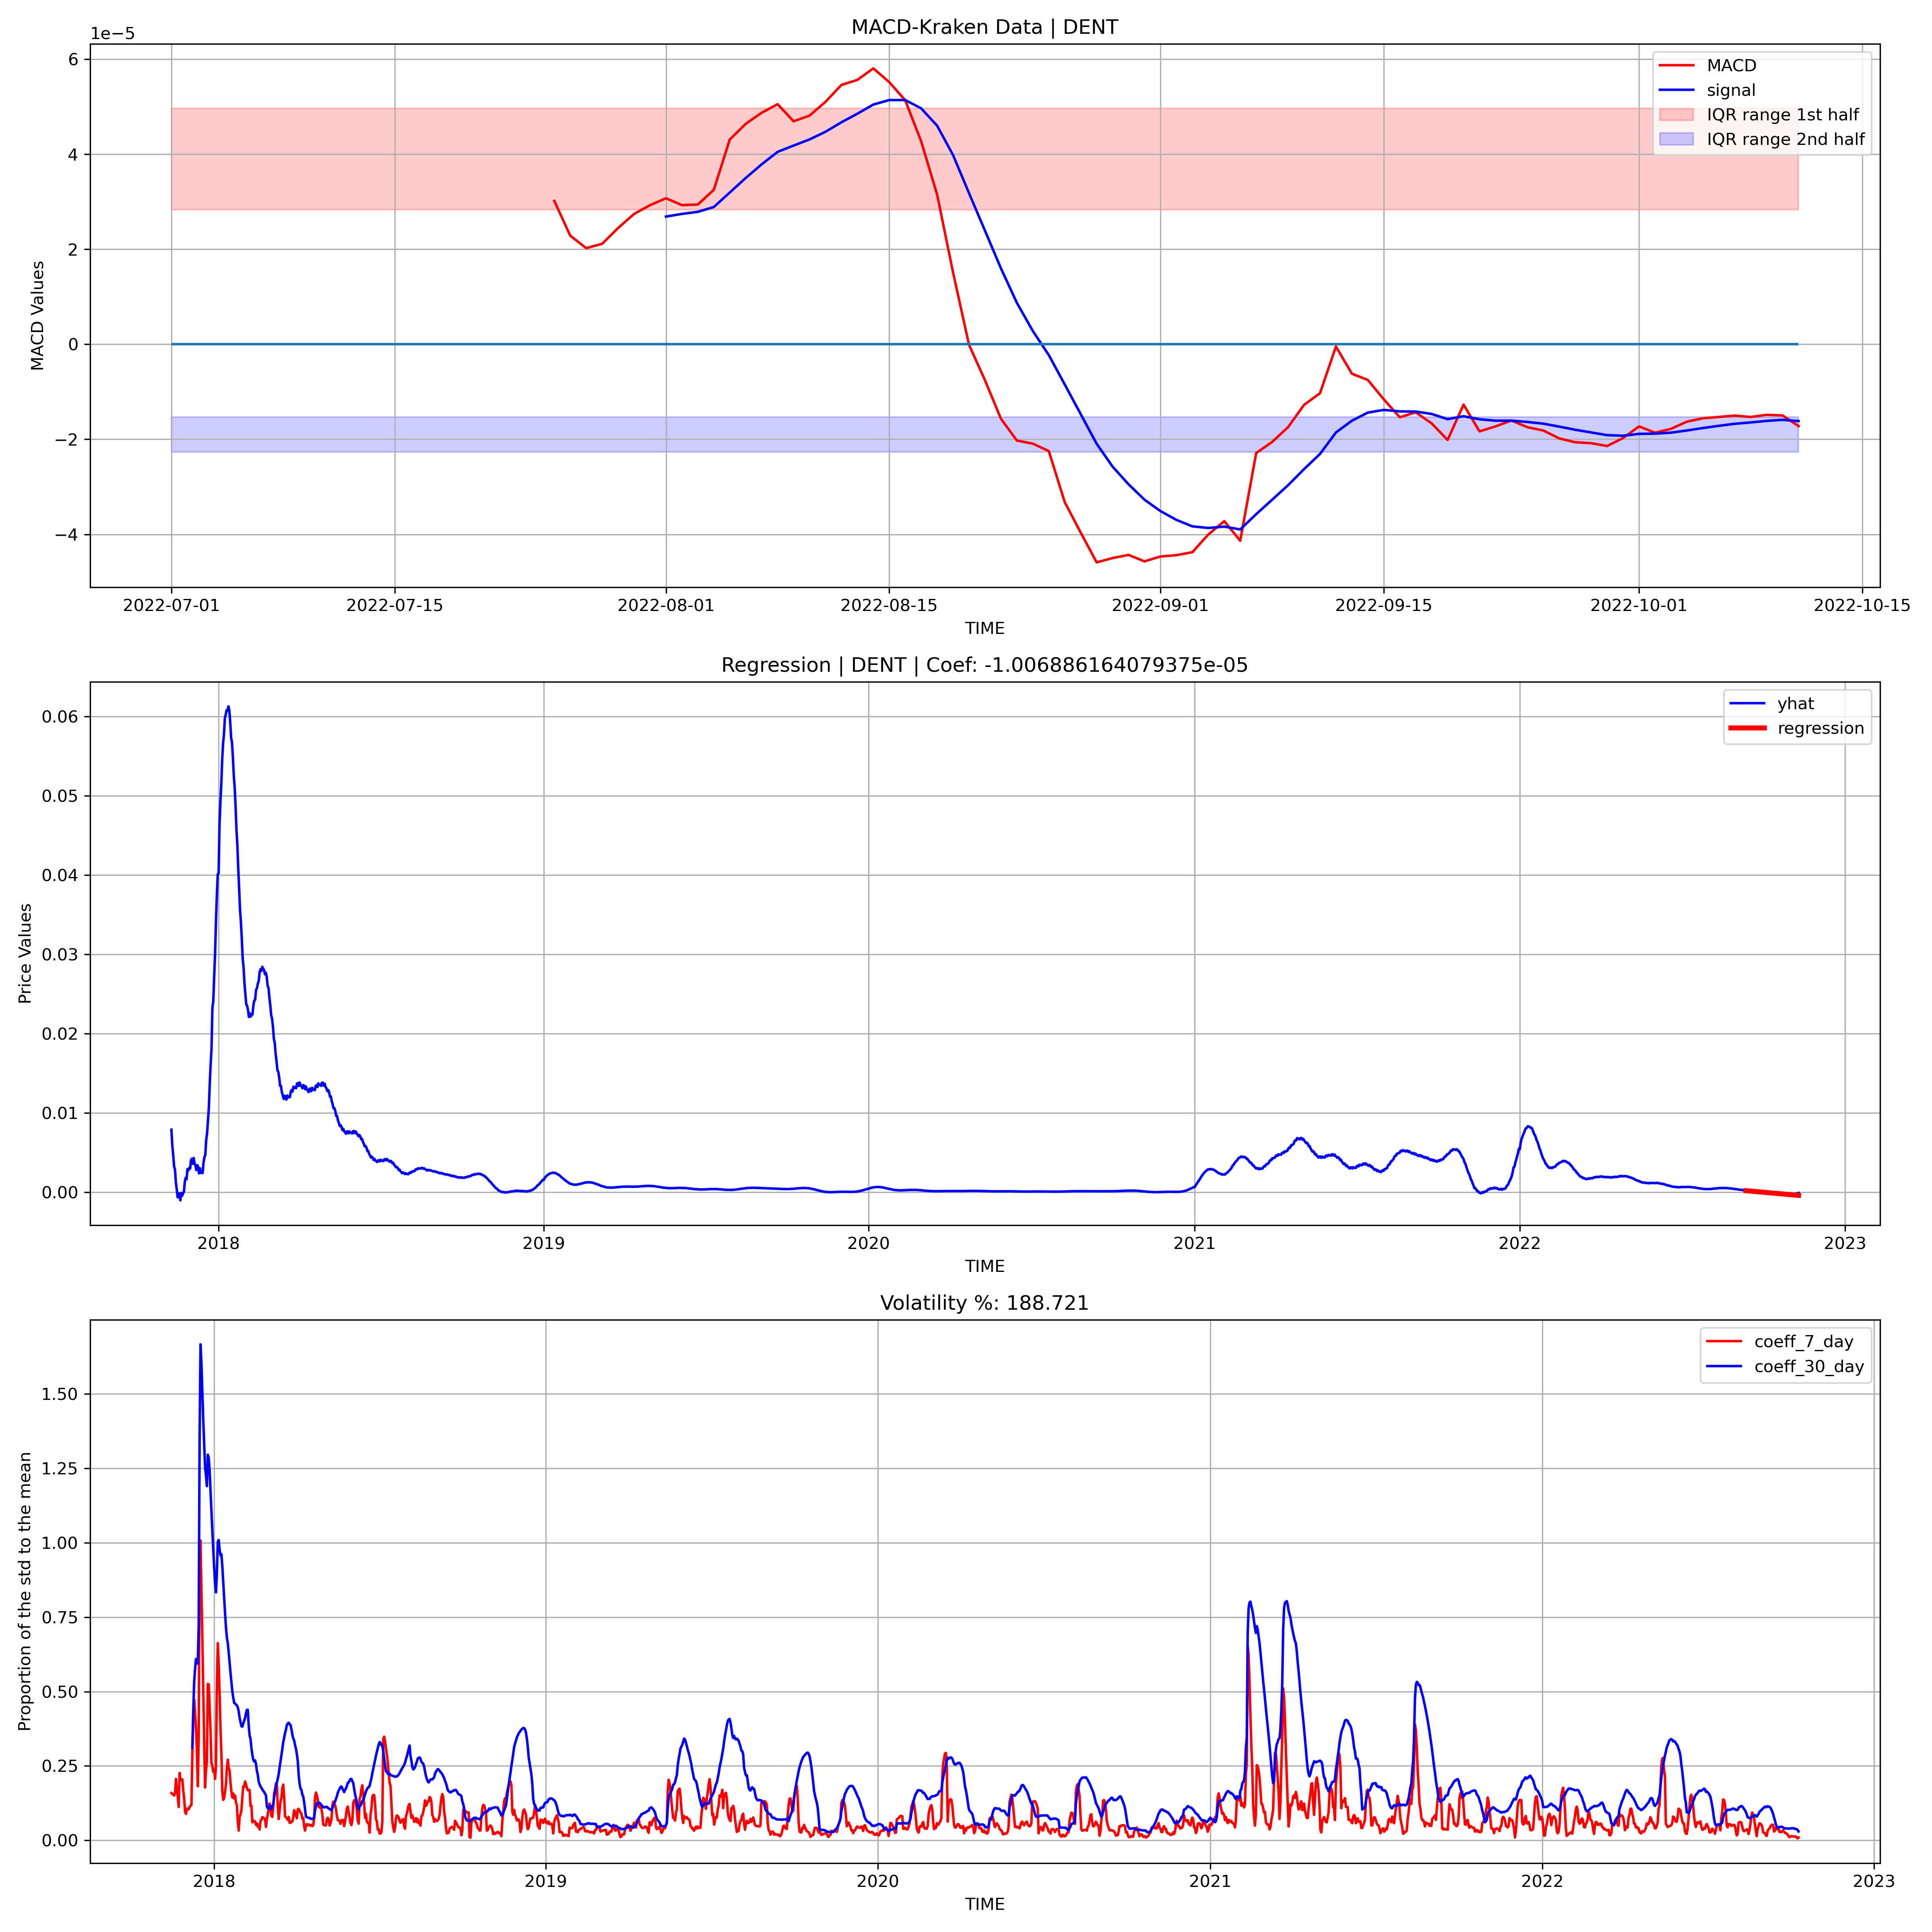 MACD-Kraken Data | DENT
1e−5
6
4
2
0
−2
−4
MACD Values
MACD
signal
IQR range 1st half
IQR range 2nd half
2022-07-01 2022-07-15 2022-08-01 2022-08-15 2022-09-01 2022-09-15 2022-10-01 2022-10-15
TIME
Regression | DENT | Coef: -1.006886164079375e-05
0.06
0.05
0.04
0.03
0.02
0.01
0.00
Price Values
yhat
regression
2018 2019 2020 2021 2022 2023
TIME
Volatility %: 188.721
1.50
1.25
1.00
0.75
0.50
0.25
0.00
Proportion of the std to the mean
coeff_7_day
coeff_30_day
2018 2019 2020 2021 2022 2023
TIME